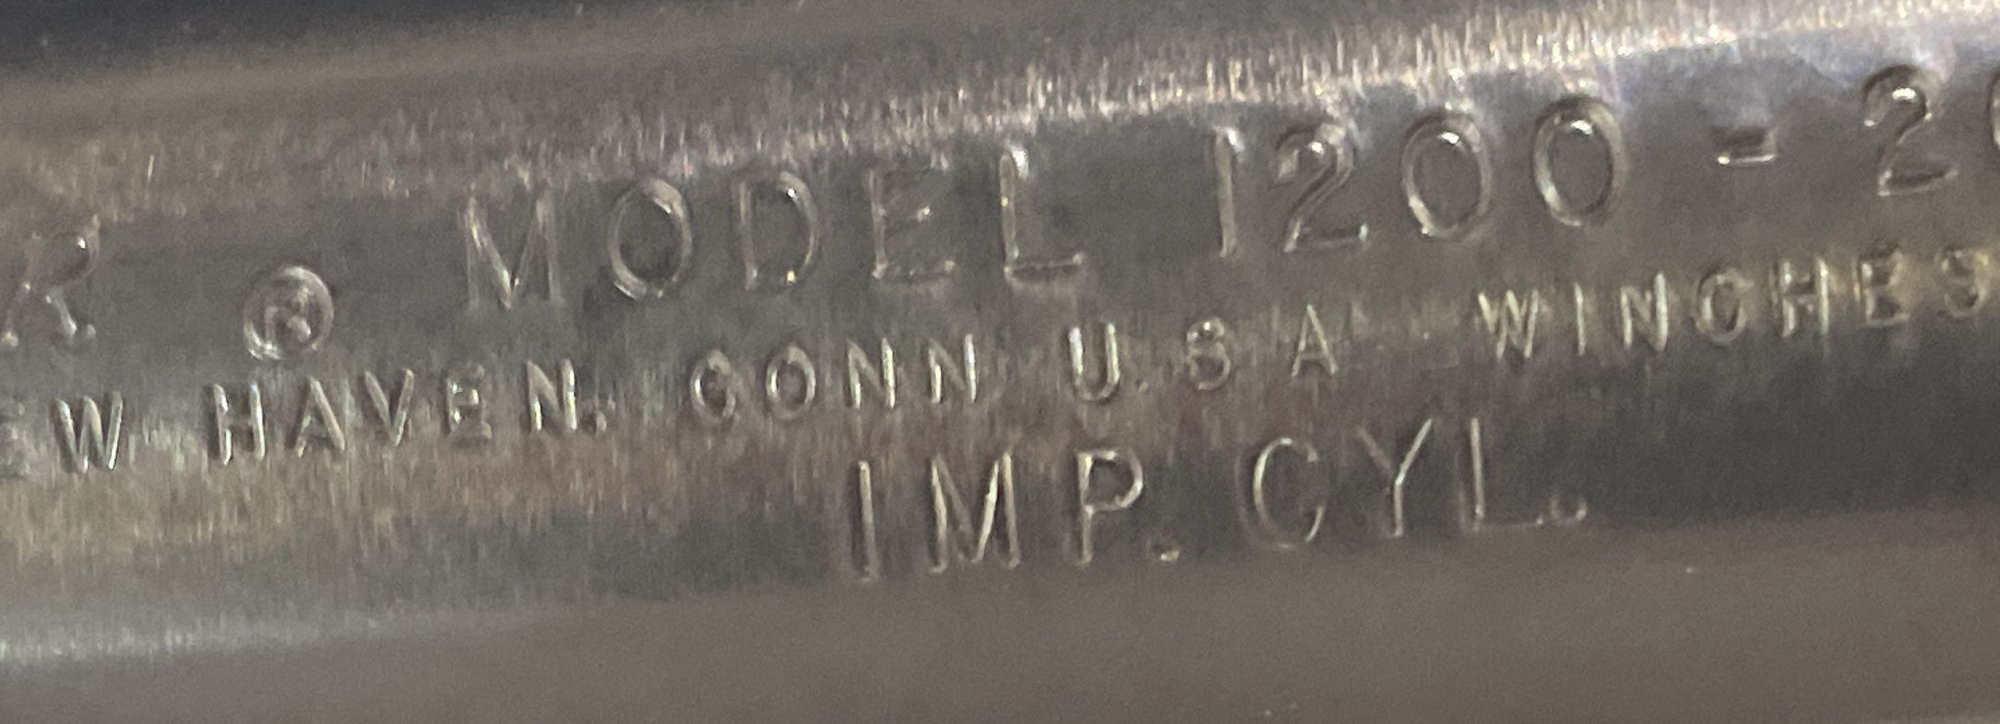 R ® MODEL 1200 - 20
EW HAVEN, CONN U.S A WINCHES
IMP. CYL.